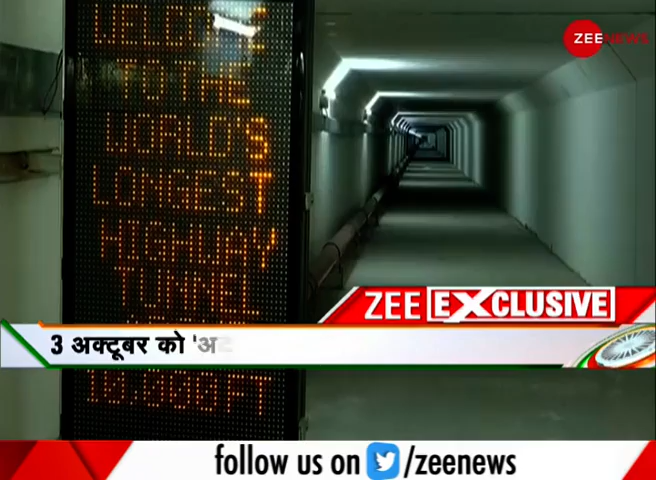 ZEE NEWS
WELCOME
TO THE
WORLD'S
LONGEST
HIGHWAY
TUNNEL
10,000 FT
ZEE EXCLUSIVE
3 अक्टूबर को 'अ
follow us on /zeenews